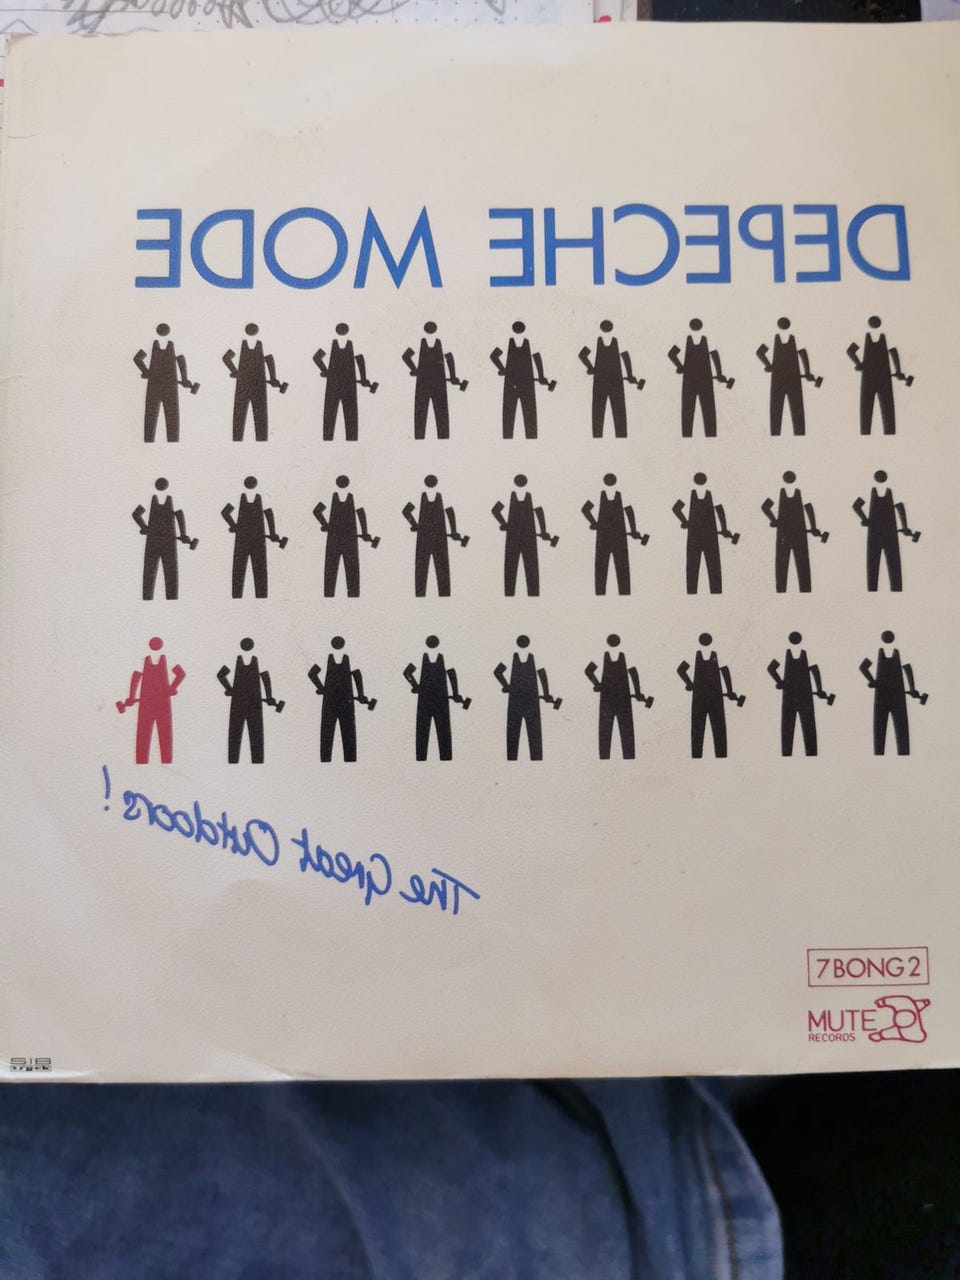 DEPECHE MODE
The Great Outdoors!
7BONG2
MUTE
RECORDS